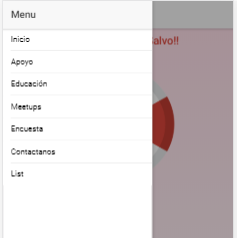 Menu
Inicio
alvo!!
Apoyo
Educación
Meetups
Encuesta
Contactanos
List